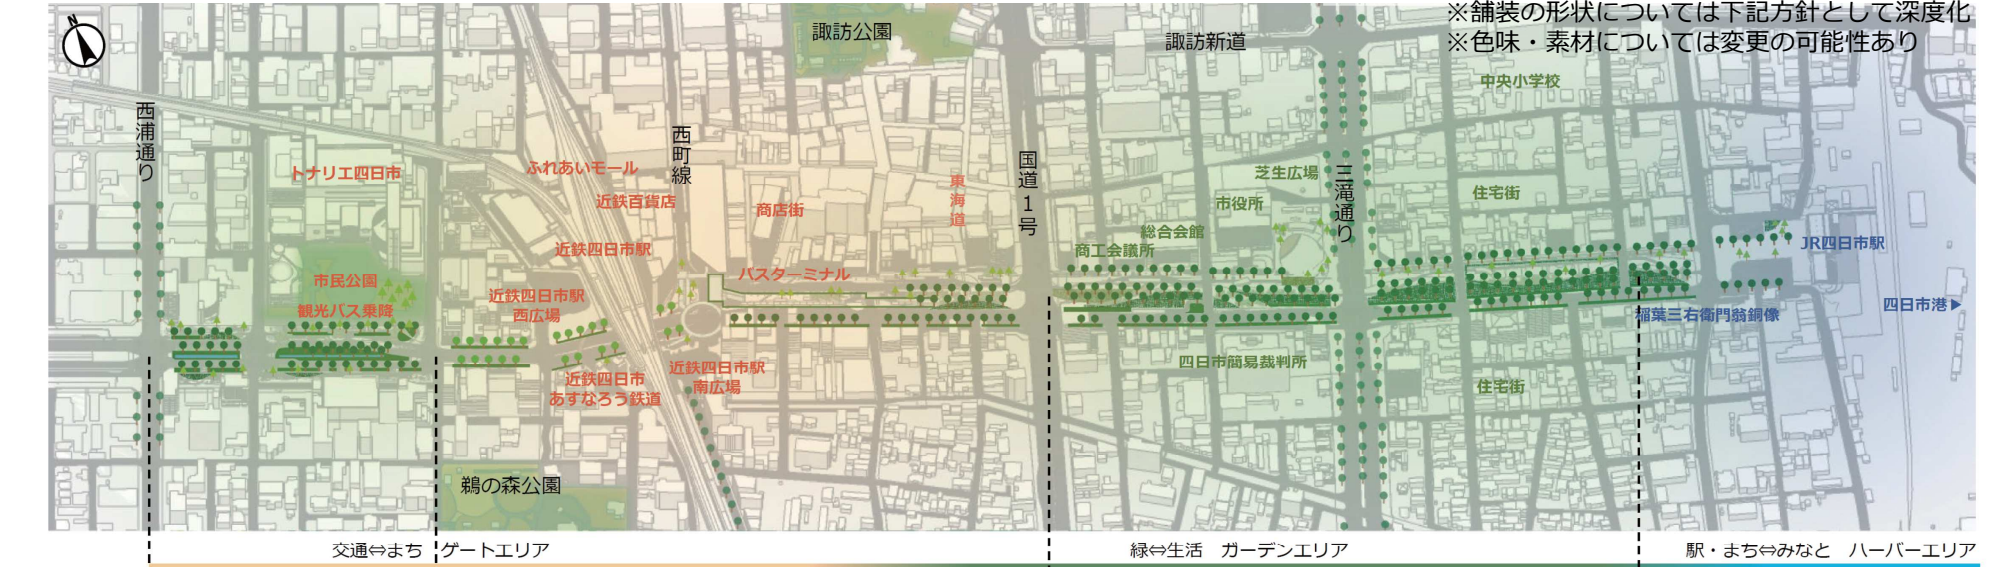 ※舗装の形状については下記方針として深度化
※色味・素材については変更の可能性あり
N
諏訪公園
諏訪新道
中央小学校
西浦通り
西町線
国道1号
三滝通り
トナリエ四日市
ふれあいモール
近鉄百貨店
商店街
東海道
芝生広場
市役所
住宅街
総合会館
商工会議所
近鉄四日市駅
バスターミナル
JR四日市駅
市民公園
観光バス乗降
近鉄四日市駅
西広場
四日市港▶
稲葉三右衛門翁銅像
近鉄四日市
あすなろう鉄道
近鉄四日市駅
南広場
四日市簡易裁判所
住宅街
鵜の森公園
交通⇔まち ゲートエリア
緑⇔生活 ガーデンエリア
駅・まち⇔みなと ハーバーエリア